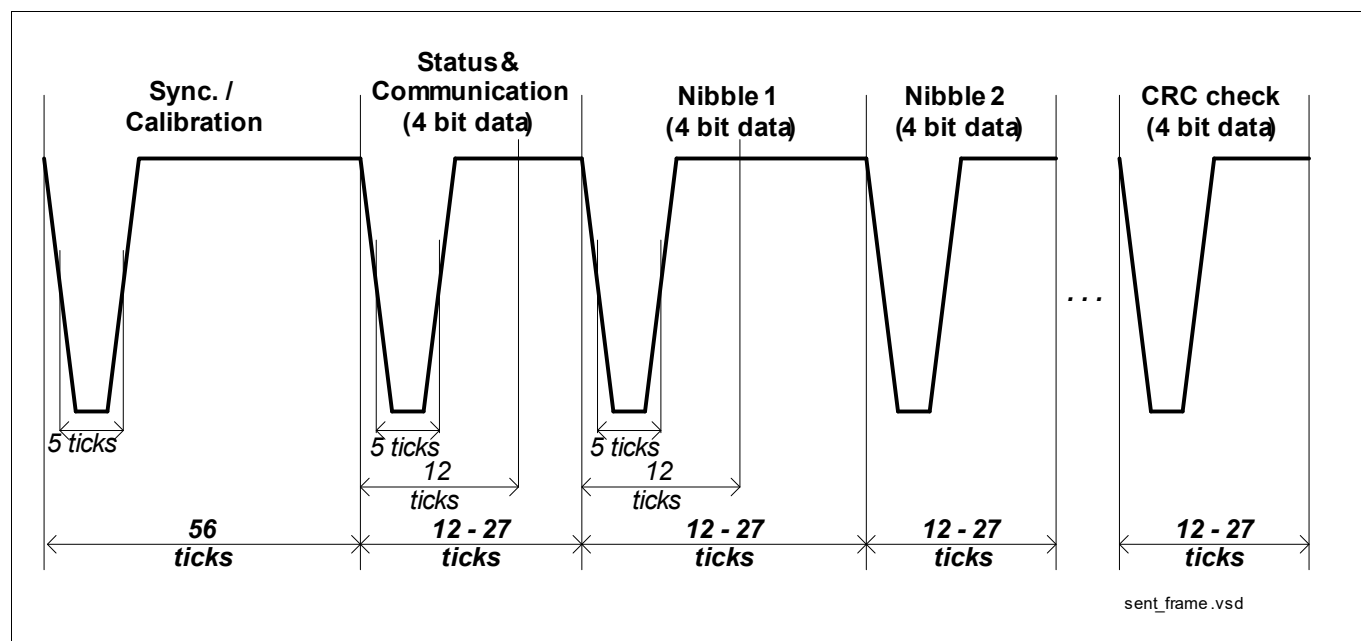 Sync. /
Calibration
Status &
Communication
(4 bit data)
Nibble 1
(4 bit data)
Nibble 2
(4 bit data)
CRC check
(4 bit data)
. . .
5 ticks
5 ticks
5 ticks
12
ticks
12
ticks
56
ticks
12 - 27
ticks
12 - 27
ticks
12 - 27
ticks
12 - 27
ticks
sent_frame.vsd